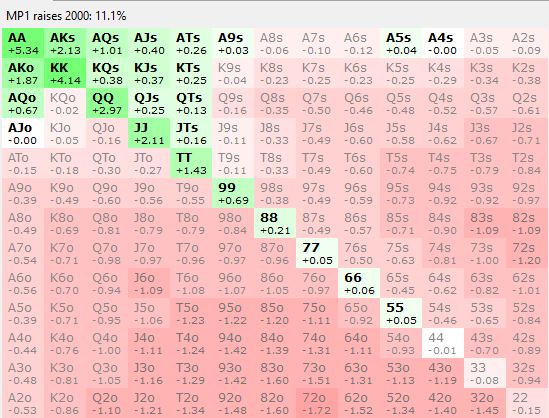 MP1 raises 2000: 11.1%
AA AKs AQs AJs ATs A9s A8s A7s A6s A5s A4s A3s A2s
+5.34 +2.13 +1.01 +0.40 +0.26 +0.03 -0.06 -0.10 -0.12 +0.04 -0.00 -0.05 -0.09
AKo KK KQs KJs KTs K9s K8s K7s K6s K5s K4s K3s K2s
+1.87 +4.14 +0.38 +0.37 +0.25 -0.04 -0.23 -0.25 -0.23 -0.25 -0.29 -0.34 -0.38
AQo KQo QQ QJs QTs Q9s Q8s Q7s Q6s Q5s Q4s Q3s Q2s
+0.67 -0.02 +2.97 +0.25 +0.13 -0.16 -0.35 -0.50 -0.46 -0.48 -0.52 -0.57 -0.61
AJo KJo QJo JJ JTs J9s J8s J7s J6s J5s J4s J3s J2s
-0.00 -0.05 -0.16 +2.11 +0.16 -0.11 -0.33 -0.49 -0.60 -0.58 -0.62 -0.67 -0.71
ATo KTo QTo JTo TT T9s T8s T7s T6s T5s T4s T3s T2s
-0.15 -0.18 -0.30 -0.27 +1.43 -0.11 -0.33 -0.49 -0.60 -0.74 -0.75 -0.79 -0.84
A9o K9o Q9o J9o T9o 99 98s 97s 96s 95s 94s 93s 92s
-0.39 -0.49 -0.60 -0.56 -0.55 +0.69 -0.38 -0.49 -0.59 -0.73 -0.92 -0.92 -0.97
A8o K8o Q8o J8o T8o 98o 88 87s 86s 85s 84s 83s 82s
-0.49 -0.69 -0.81 -0.79 -0.79 -0.84 +0.21 -0.49 -0.57 -0.71 -0.90 -1.09 -1.09
A7o K7o Q7o J7o T7o 97o 87o 77 76s 75s 74s 73s 72s
-0.54 -0.71 -0.98 -0.97 -0.96 -0.97 -0.97 +0.05 -0.50 -0.63 -0.81 -1.00 -1.20
A6o K6o Q6o J6o T6o 96o 86o 76o 66 65s 64s 63s 62s
-0.56 -0.70 -0.94 -1.09 -1.08 -1.07 -1.05 -0.97 +0.06 -0.45 -0.62 -0.82 -1.01
A5o K5o Q5o J5o T5o 95o 85o 75o 65o 55 54s 53s 52s
-0.39 -0.71 -0.95 -1.06 -1.23 -1.22 -1.20 -1.11 -0.92 +0.05 -0.46 -0.65 -0.84
A4o K4o Q4o J4o T4o 94o 84o 74o 64o 54o 44 43s 42s
-0.44 -0.76 -1.00 -1.11 -1.24 -1.42 -1.39 -1.31 -1.11 -0.93 -0.01 -0.70 -0.89
A3o K3o Q3o J3o T3o 93o 83o 73o 63o 53o 43o 33 32s
-0.48 -0.81 -1.05 -1.16 -1.29 -1.42 -1.60 -1.51 -1.31 -1.13 -1.19 -0.08 -0.94
A2o K2o Q2o J2o T2o 92o 82o 72o 62o 52o 42o 32o 22
-0.53 -0.86 -1.10 -1.21 -1.34 -1.48 -1.60 -1.72 -1.52 -1.34 -1.40 -1.45 -0.15